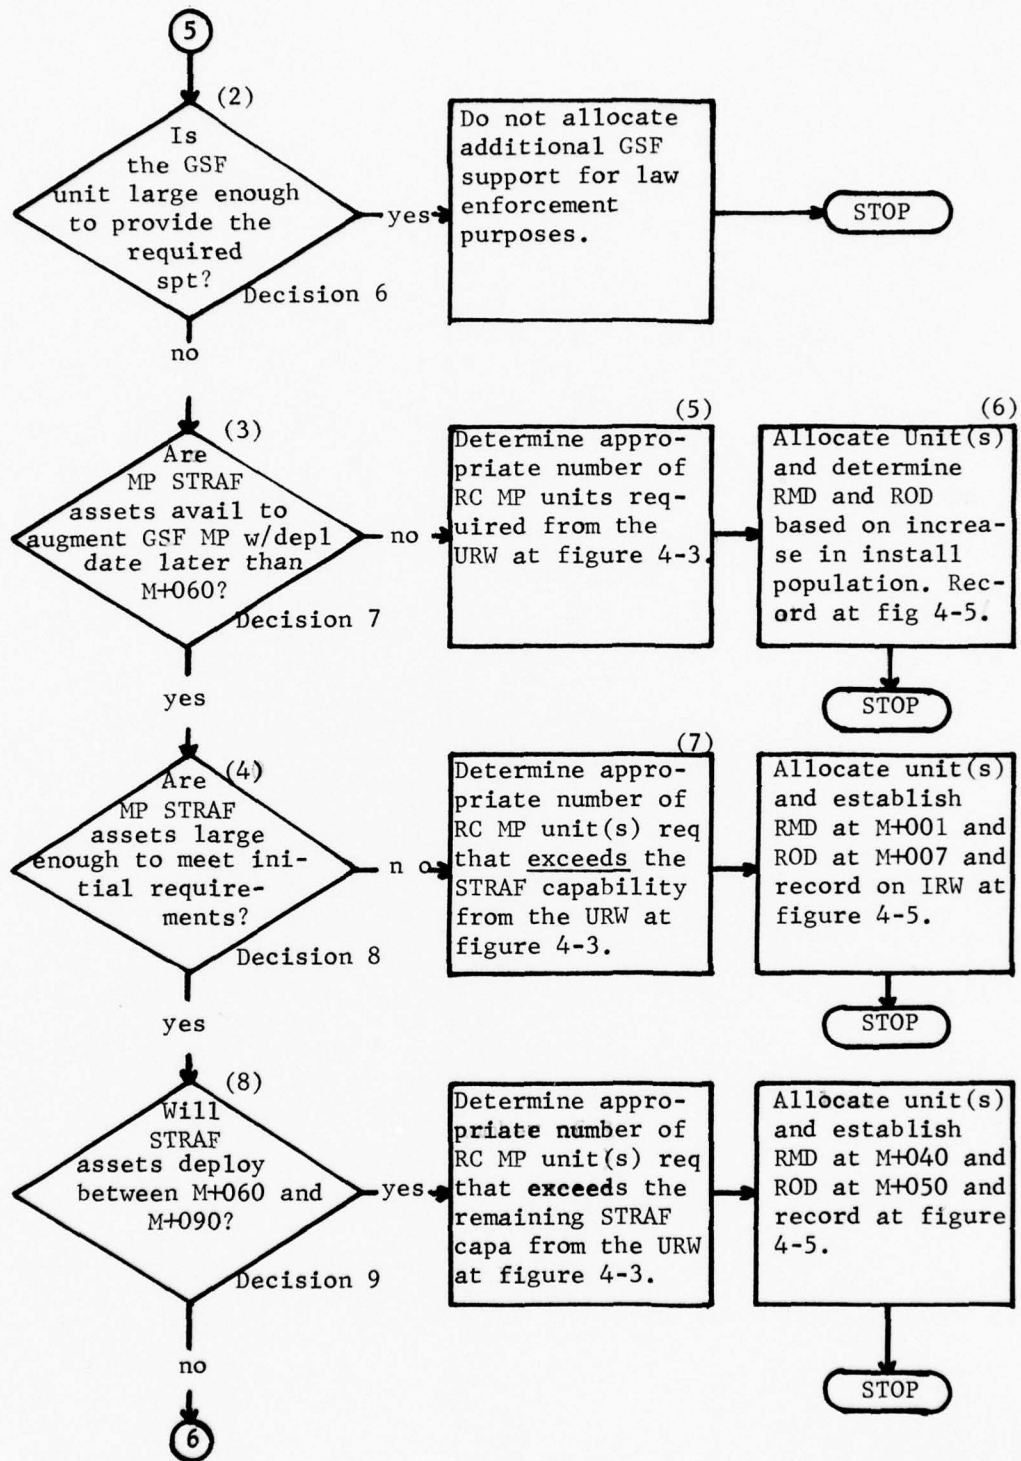 5
(2)
Is
the GSF
unit large enough
to provide the
required
spt?
Decision 6
yes
Do not allocate
additional GSF
support for law
enforcement
purposes.
STOP
no
(3)
Are
MP STRAF
assets avail to
augment GSF MP w/depl
date later than
M+060?
Decision 7
no
(5)
Determine appro-
priate number of
RC MP units req-
uired from the
URW at figure 4-3.
(6)
Allocate Unit(s)
and determine
RMD and ROD
based on increa-
se in install
population. Rec-
ord at fig 4-5.
STOP
yes
(4)
Are
MP STRAF
assets large
enough to meet ini-
tial require-
ments?
Decision 8
n o
(7)
Determine appro-
priate number of
RC MP unit(s) req
that exceeds the
STRAF capability
from the URW at
figure 4-3.
Allocate unit(s)
and establish
RMD at M+001 and
ROD at M+007 and
record on IRW at
figure 4-5.
STOP
yes
(8)
Will
STRAF
assets deploy
between M+060 and
M+090?
Decision 9
yes
Determine appro-
priate number of
RC MP unit(s) req
that exceeds the
remaining STRAF
capa from the URW
at figure 4-3.
Allocate unit(s)
and establish
RMD at M+040 and
ROD at M+050 and
record at figure
4-5.
STOP
no
6